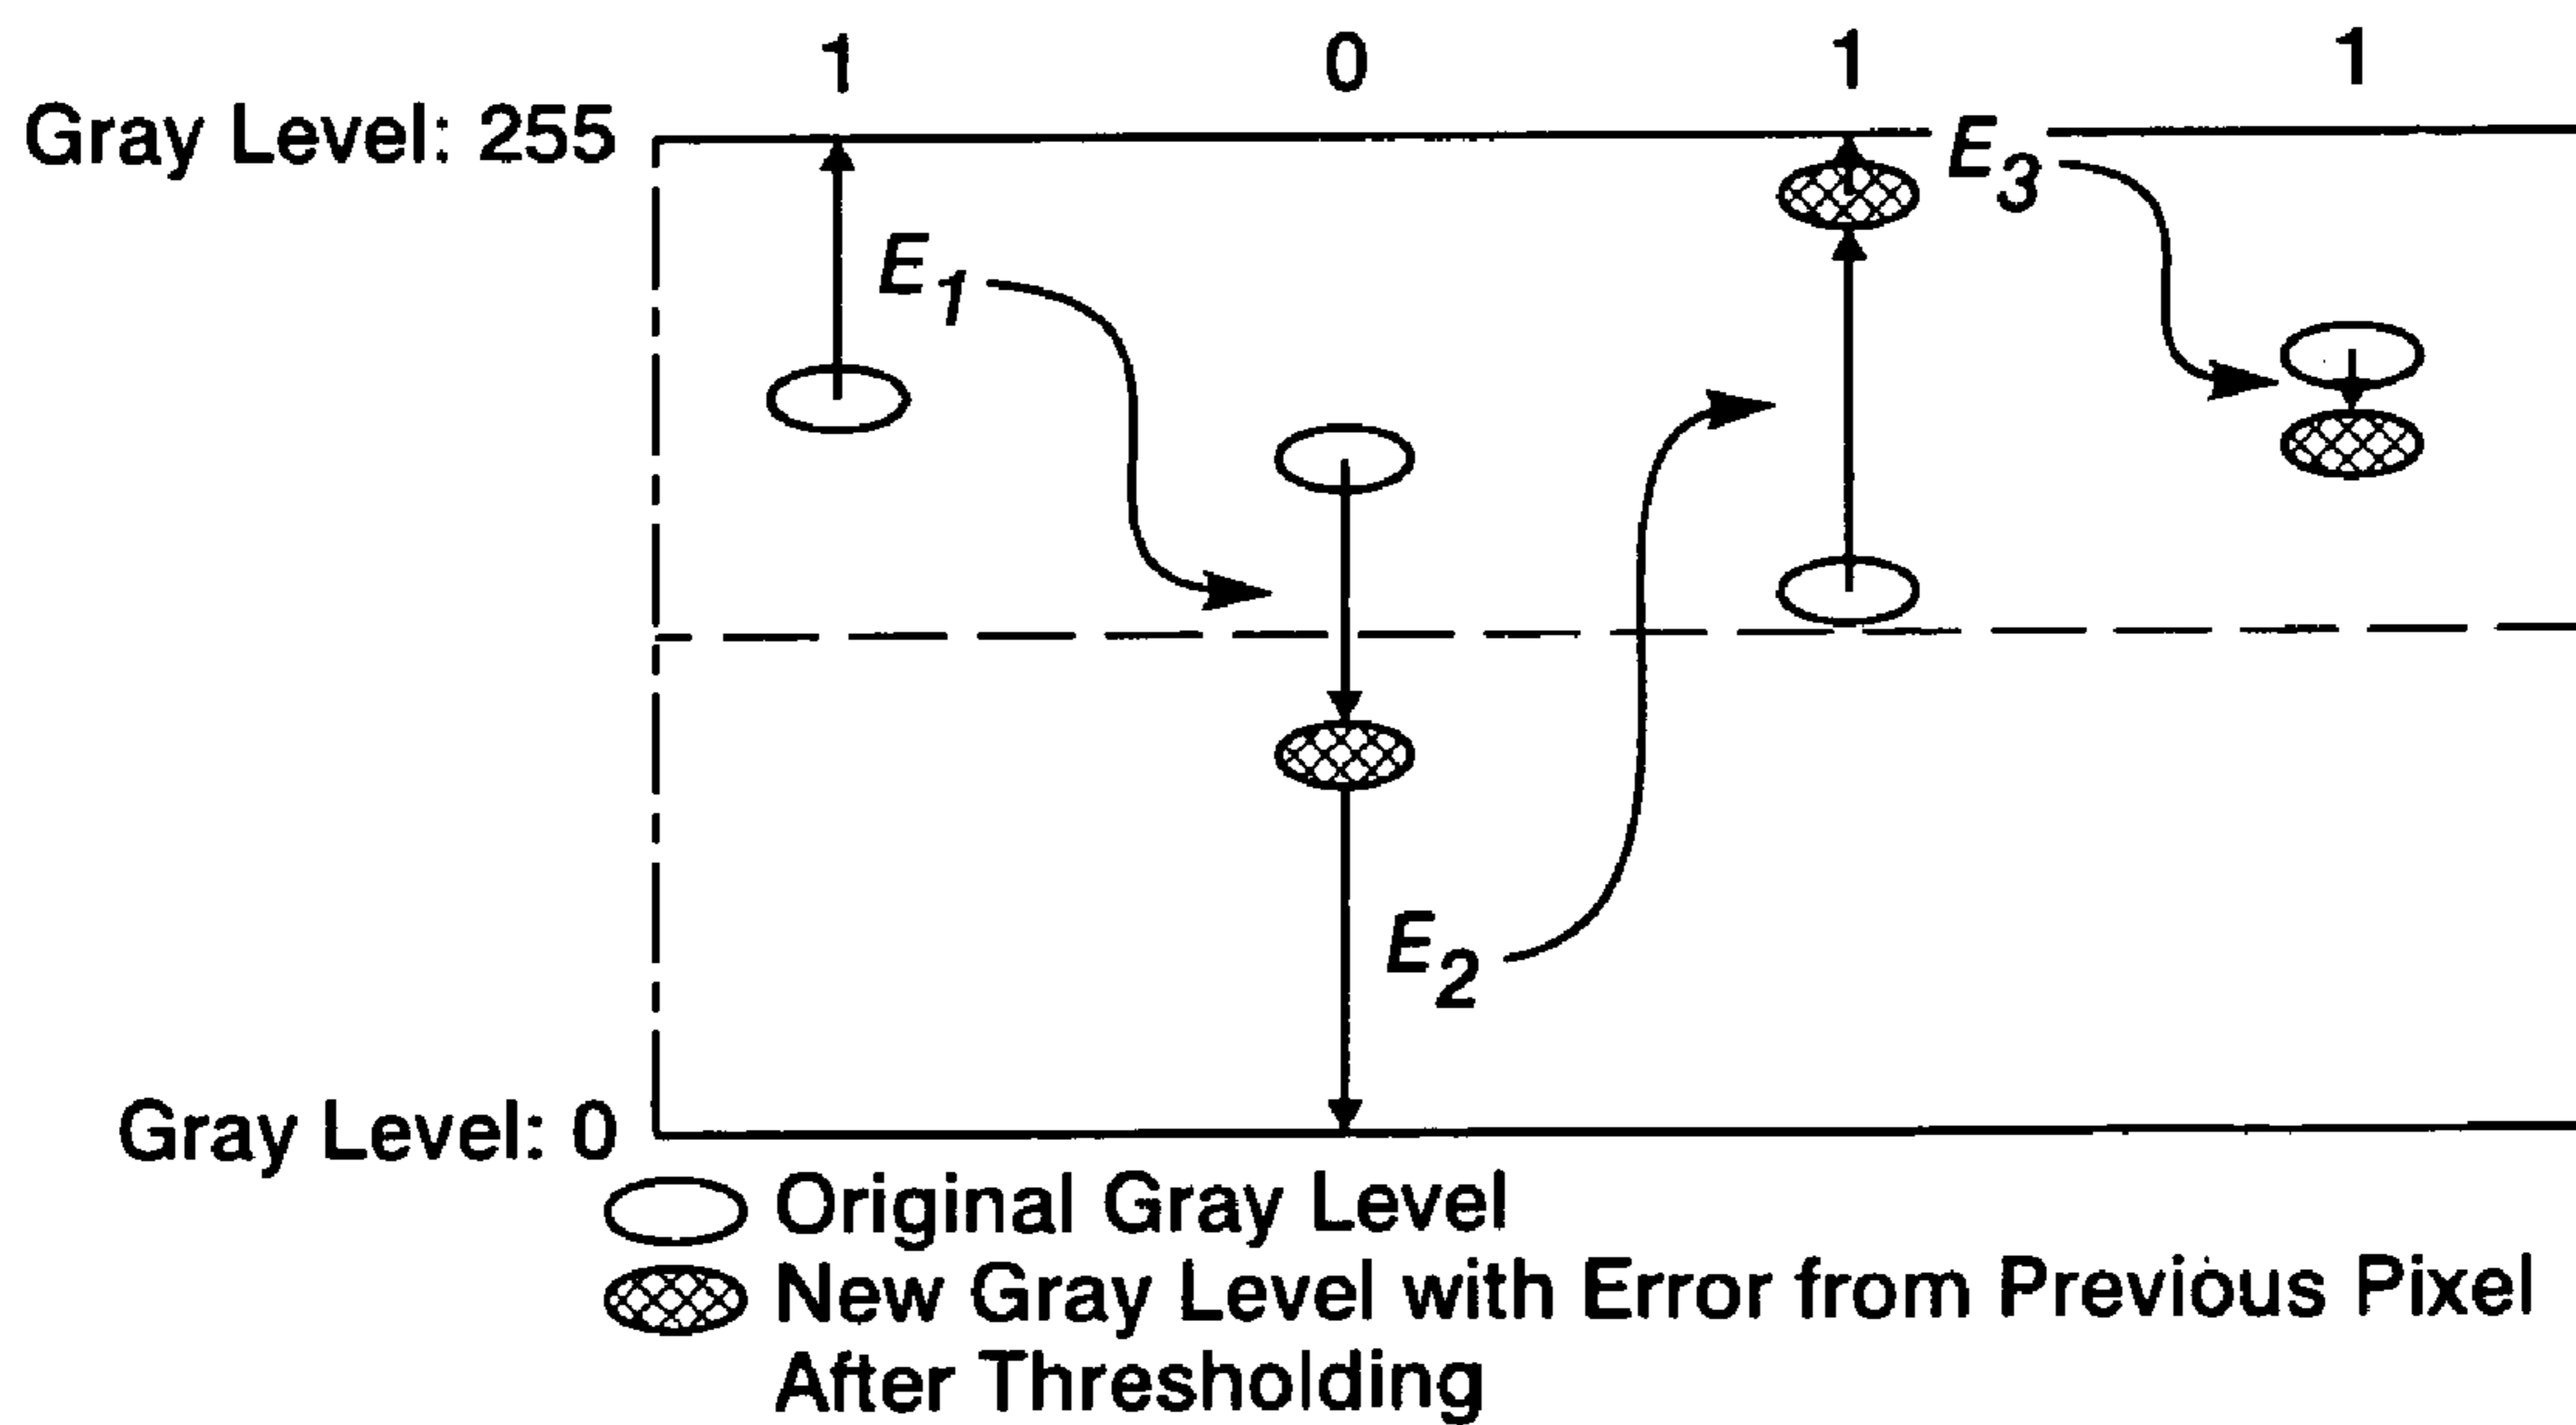 1 0 1 1
Gray Level: 255
E3
E1
E2
Gray Level: 0
Original Gray Level
New Gray Level with Error from Previous Pixel
After Thresholding